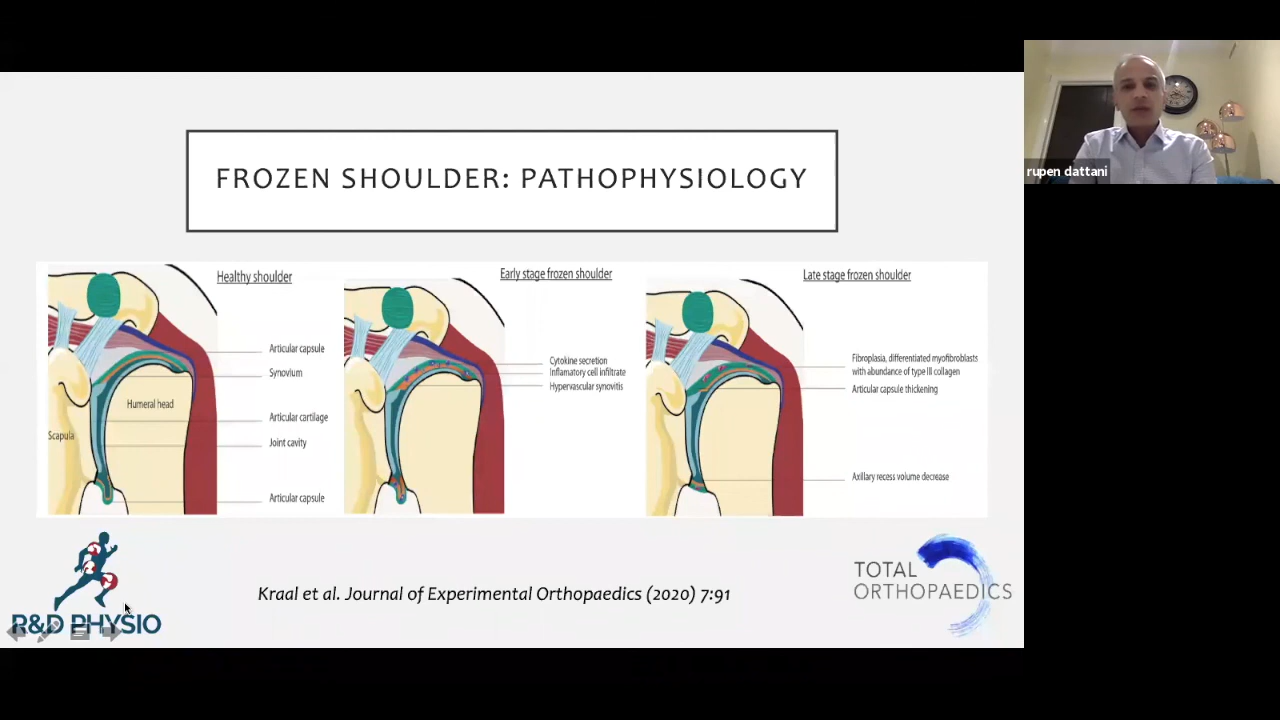 FROZEN SHOULDER: PATHOPHYSIOLOGY
rupen dattani
Healthy shoulder
Articular capsule
Synovium
Humeral head
Articular cartilage
Scapula
Joint cavity
Articular capsule
Early stage frozen shoulder
Cytokine secretion
Inflamatory cell infiltrate
Hypervascular synovitis
Late stage frozen shoulder
Fibroplasia, differentiated myofibroblasts
with abundance of type III collagen
Articular capsule thickening
Axillary recess volume decrease
R&D PHYSIO
Kraal et al. Journal of Experimental Orthopaedics (2020) 7:91
TOTAL
ORTHOPAEDICS